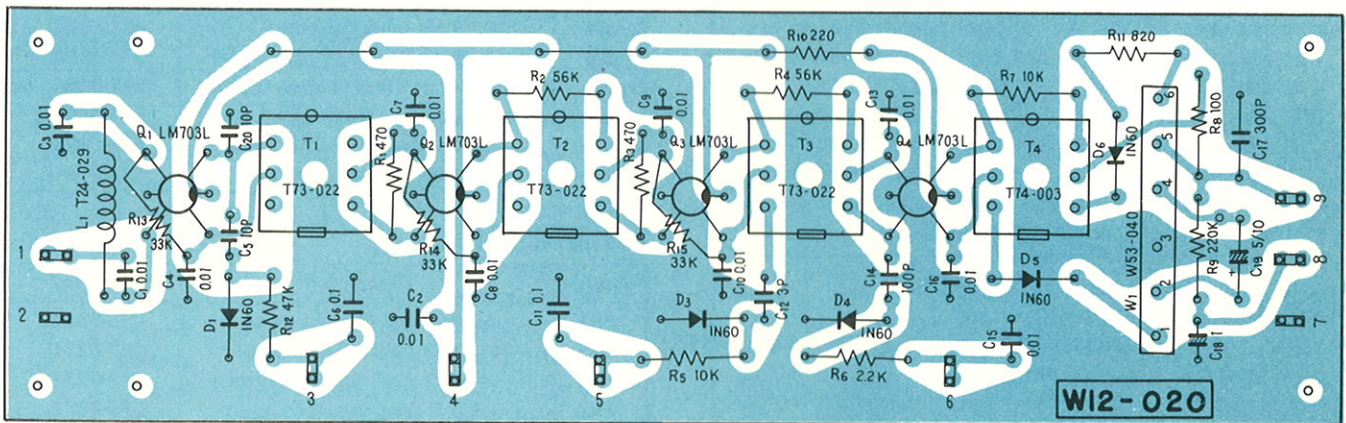 R11 820
R10 220
R2 56K
R4 56K
R7 10K
C3 0.01
Q1 LM703L
C20 10P
T1
T73-022
R1 470
C7 0.01
Q2 LM703L
T2
T73-022
C9 0.01
R3 470
Q3 LM703L
T3
T73-022
C13 0.01
Q4 LM703L
T4
T74-003
D6
IN60
W1 W53-040
6
5
4
3
2
1
R8 100
C17 300P
L1 T24-029
R13
33K
C5 100P
R14
33K
R15
33K
R9 220K
C19 5/10
+
9
8
7
1
2
C1 0.01
C4 0.01
D1
IN60
R12 47K
C6 0.1
C2
0.01
C8 0.01
C11 0.1
C10 0.01
C12 3P
D3
IN60
D4
IN60
C14
100P
C16 0.01
D5
IN60
C15
0.01
C18 1
R5 10K
R6 2.2K
3
4
5
6
W12-020